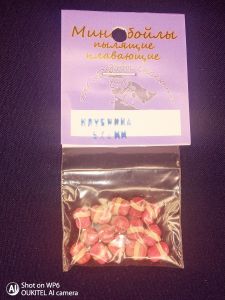 Мини бойлы
пылящие
плавающие
КЛУБНИКА
Shot on WP6
OUKITEL AI camera